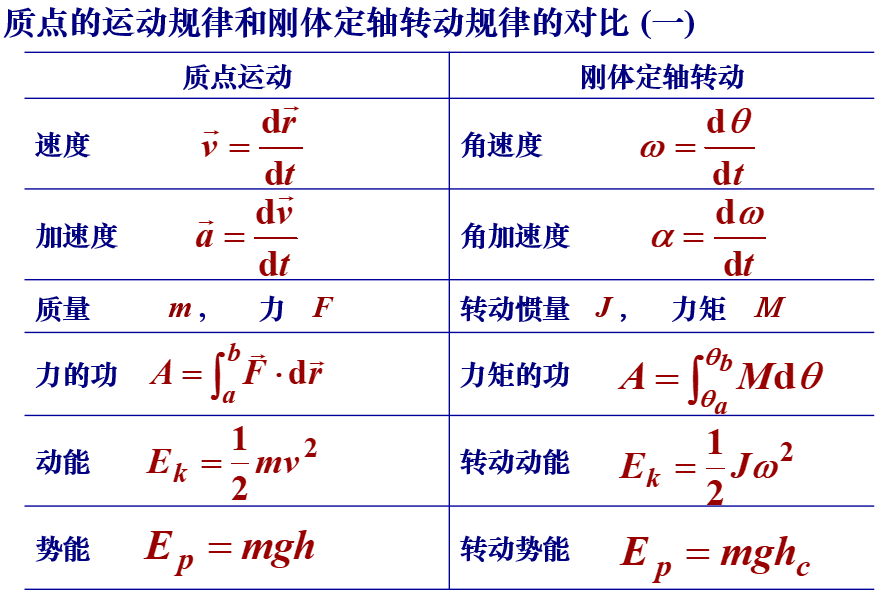 质点的运动规律和刚体定轴转动规律的对比 (一)
质点运动 刚体定轴转动
速度 $\vec{v} = \frac{\mathrm{d}\vec{r}}{\mathrm{d}t}$ 角速度 $\omega = \frac{\mathrm{d}\theta}{\mathrm{d}t}$
加速度 $\vec{a} = \frac{\mathrm{d}\vec{v}}{\mathrm{d}t}$ 角加速度 $\alpha = \frac{\mathrm{d}\omega}{\mathrm{d}t}$
质量 m ， 力 F 转动惯量 J ， 力矩 M
力的功 $A = \int_a^b \vec{F} \cdot \mathrm{d}\vec{r}$ 力矩的功 $A = \int_{\theta_a}^{\theta_b} M \mathrm{d}\theta$
动能 $E_k = \frac{1}{2}mv^2$ 转动动能 $E_k = \frac{1}{2}J\omega^2$
势能 $E_p = mgh$ 转动势能 $E_p = mgh_c$